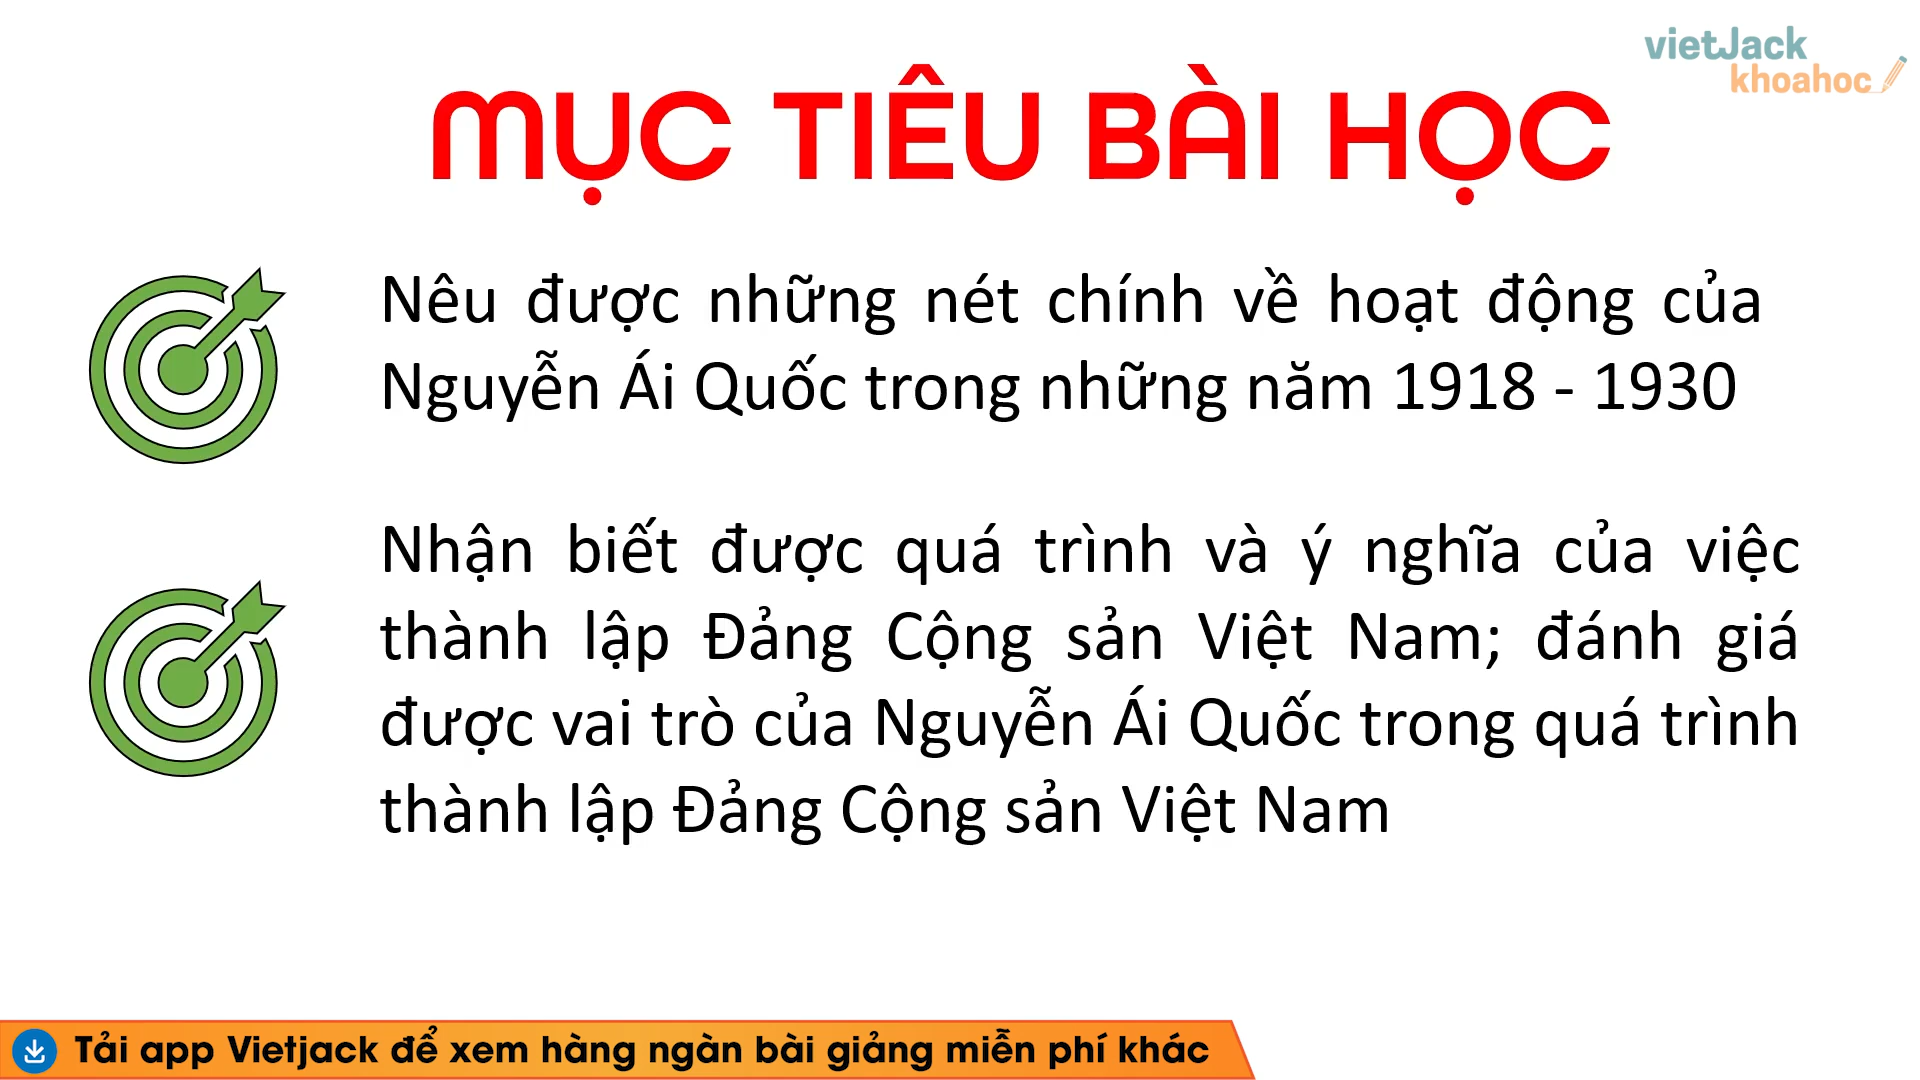 vietJack
khoahoc
MỤC TIÊU BÀI HỌC
Nêu được những nét chính về hoạt động của
Nguyễn Ái Quốc trong những năm 1918 - 1930
Nhận biết được quá trình và ý nghĩa của việc
thành lập Đảng Cộng sản Việt Nam; đánh giá
được vai trò của Nguyễn Ái Quốc trong quá trình
thành lập Đảng Cộng sản Việt Nam
Tải app Vietjack để xem hàng ngàn bài giảng miễn phí khác